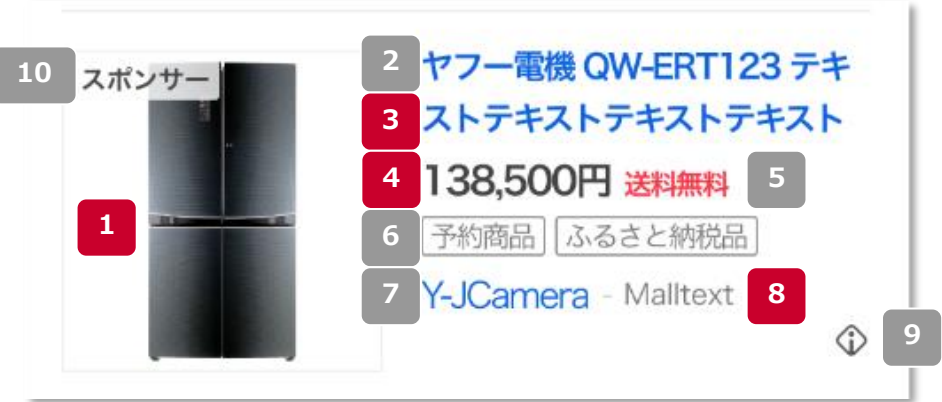 10 スポンサー
1
2 ヤフー電機 QW-ERT123 テキ
3 ストテキストテキストテキスト
4 138,500円 送料無料 5
6 予約商品 ふるさと納税品
7 Y-JCamera - Malltext 8
9